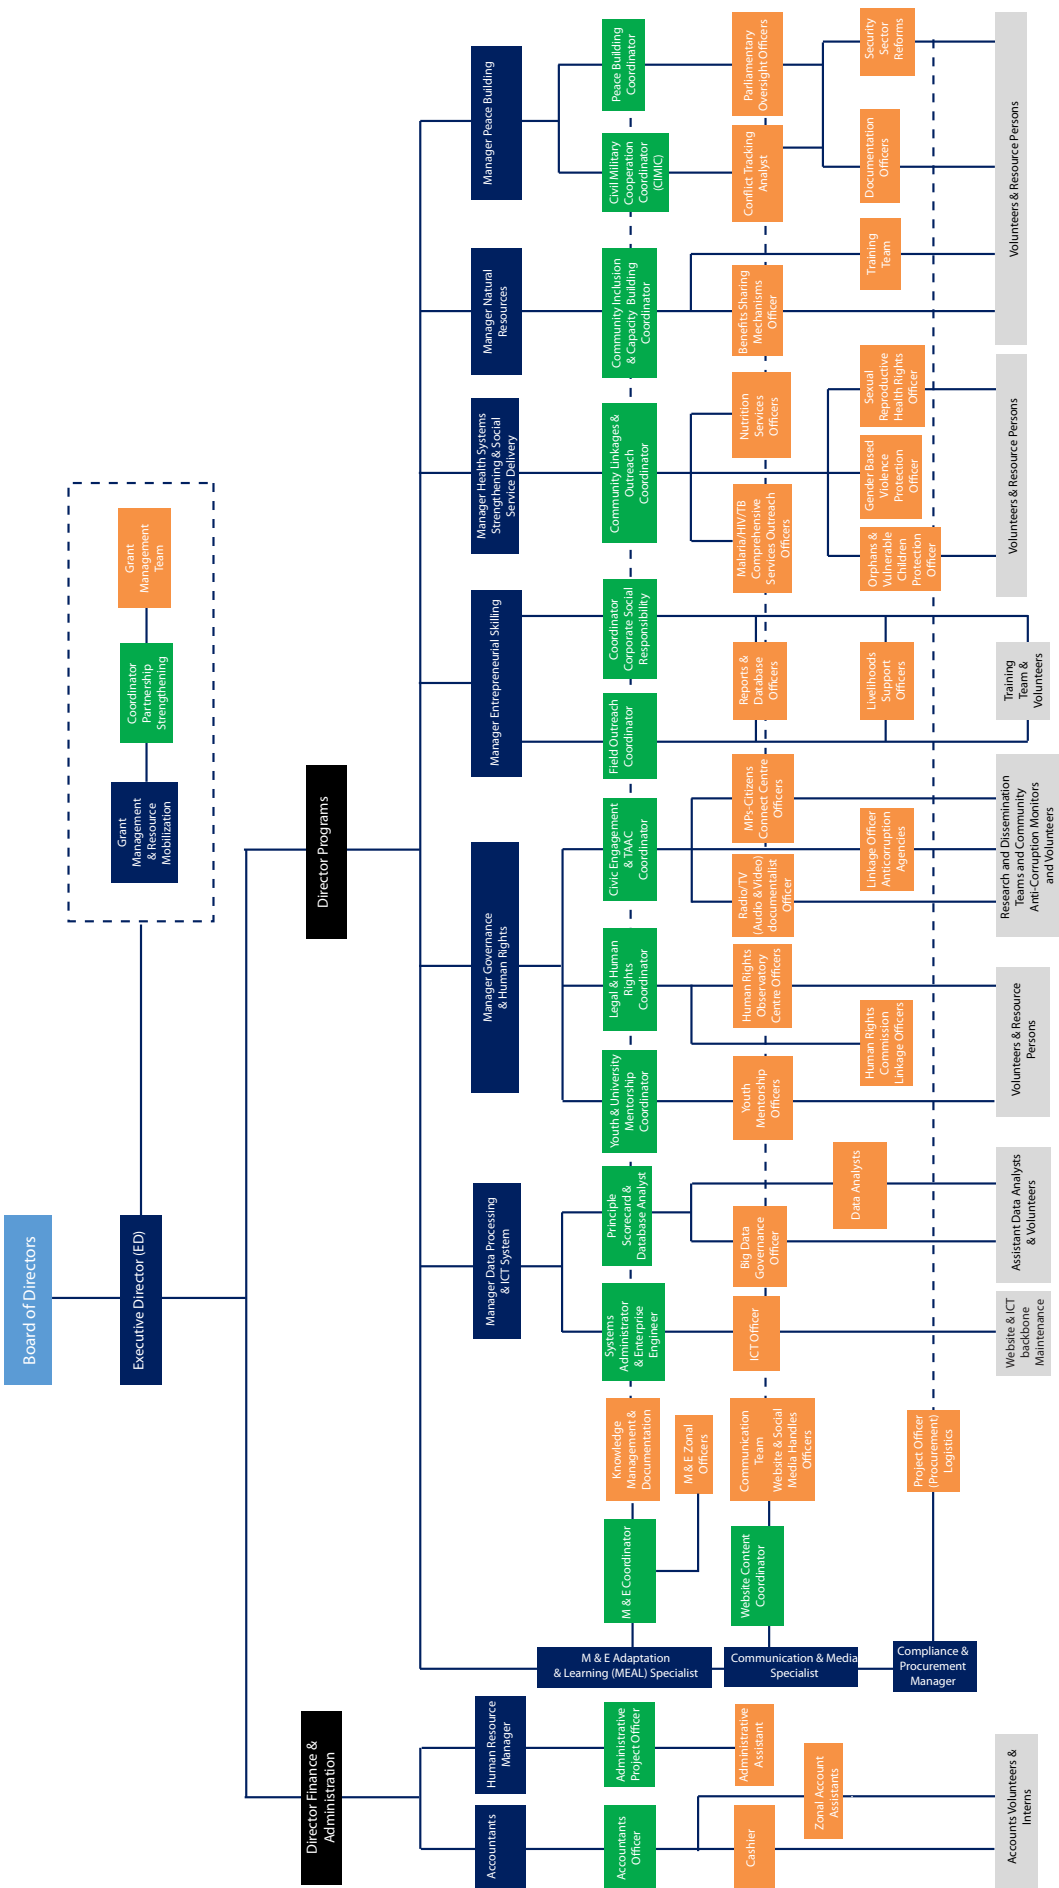 Board of Directors
Executive Director (ED)
Grant
Management
& Resource
Mobilization
Coordinator
Partnership
Strengthening
Grant
Management
Team
Director Finance &
Administration
Director Programs
Accountants
Human Resource
Manager
M & E Adaptation
& Learning (MEAL) Specialist
Communication & Media
Specialist
Compliance &
Procurement
Manager
Manager Data Processing
& ICT System
Manager Governance
& Human Rights
Manager Entrepreneurial Skilling
Manager Health Systems
Strengthening & Social
Service Delivery
Manager Natural
Resources
Manager Peace Building
Accountants
Officer
Administrative
Project Officer
M & E Coordinator
Knowledge
Management &
Documentation
M & E Zonal
Officers
Systems
Administrator
& Enterprise
Engineer
Principle
Scorecard &
Database Analyst
Youth & University
Mentorship
Coordinator
Legal & Human
Rights
Coordinator
Civic Engagement
& TAAC
Coordinator
Field Outreach
Coordinator
Coordinator
Corporate Social
Responsibility
Community Linkages &
Outreach
Coordinator
Community Inclusion
& Capacity Building
Coordinator
Civil Military
Cooperation
Coordinator
(CIMIC)
Peace Building
Coordinator
Cashier
Administrative
Assistant
Website Content
Coordinator
Communication
Team
Website & Social
Media Handles
Officers
ICT Officer
Big Data
Governance
Officer
Youth
Mentorship
Officers
Human Rights
Observatory
Centre Officers
Radio/TV
(Audio & Video)
documentalist
Officer
MPs-Citizens
Connect Centre
Officers
Reports &
Database
Officers
Malaria/HIV/TB
Comprehensive
Services Outreach
Officers
Nutrition
Services
Officers
Benefits Sharing
Mechanisms
Officer
Conflict Tracking
Analyst
Parliamentary
Oversight Officers
Zonal Account
Assistants
Project Officer
(Procurement)
Logistics
Data Analysts
Human Rights
Commission
Linkage Officers
Linkage Officer
Anticorruption
Agencies
Livelihoods
Support
Officers
Orphans &
Vulnerable
Children
Protection
Officer
Gender Based
Violence
Protection
Officer
Sexual
Reproductive
Health Rights
Officer
Training
Team
Documentation
Officers
Security
Sector
Reforms
Accounts Volunteers &
Interns
Website & ICT
backbone
Maintenance
Assistant Data Analysts
& Volunteers
Volunteers & Resource
Persons
Research and Dissemination
Teams and Community
Anti-Corruption Monitors
and Volunteers
Training
Team &
Volunteers
Volunteers & Resource Persons
Volunteers & Resource Persons